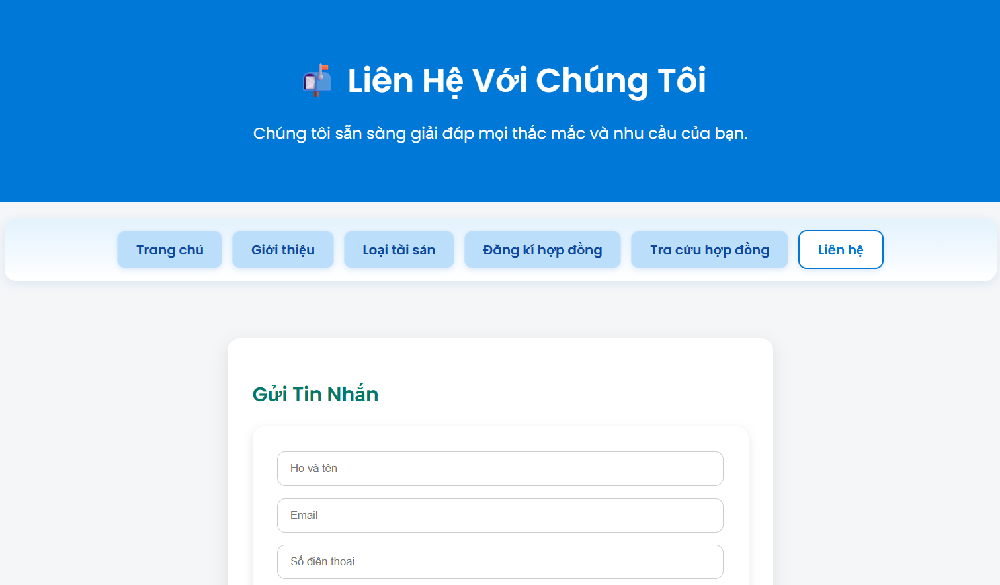 Liên Hệ Với Chúng Tôi
Chúng tôi sẵn sàng giải đáp mọi thắc mắc và nhu cầu của bạn.
Trang chủ Giới thiệu Loại tài sản Đăng kí hợp đồng Tra cứu hợp đồng Liên hệ
Gửi Tin Nhắn
Họ và tên
Email
Số điện thoại